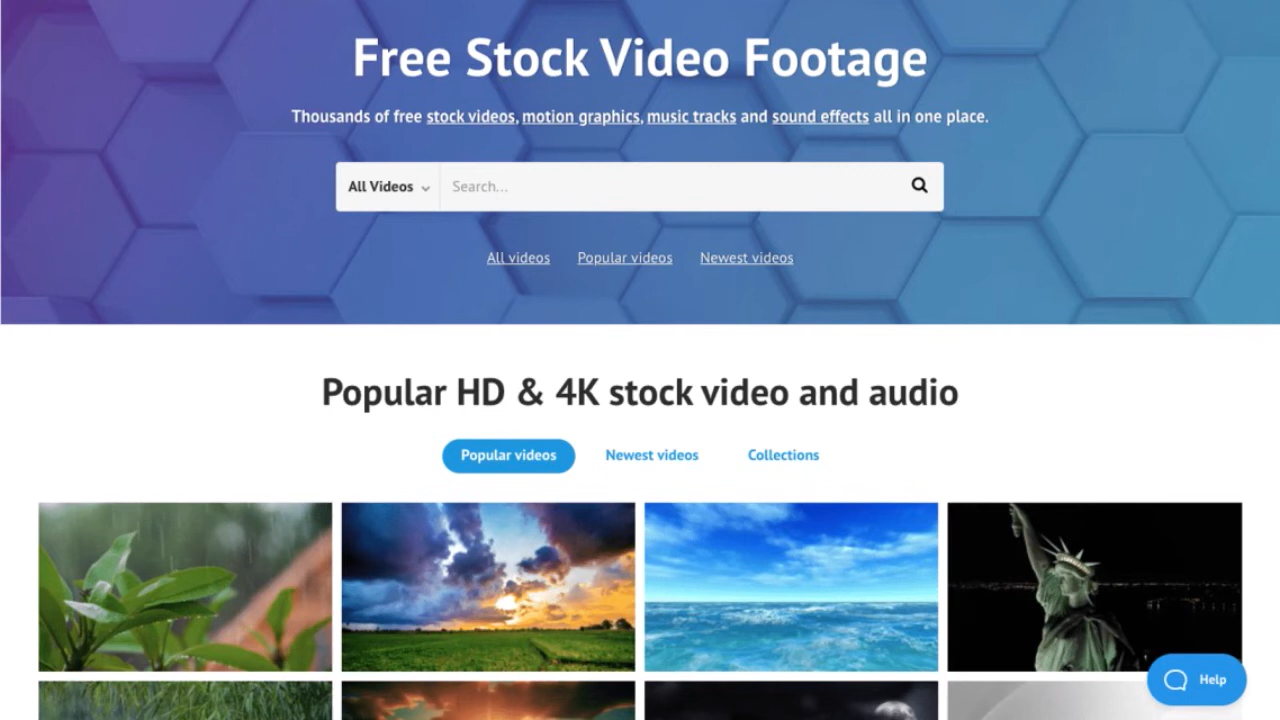 Free Stock Video Footage
Thousands of free stock videos, motion graphics, music tracks and sound effects all in one place.
All Videos Search...
All videos Popular videos Newest videos
Popular HD & 4K stock video and audio
Popular videos Newest videos Collections
Help